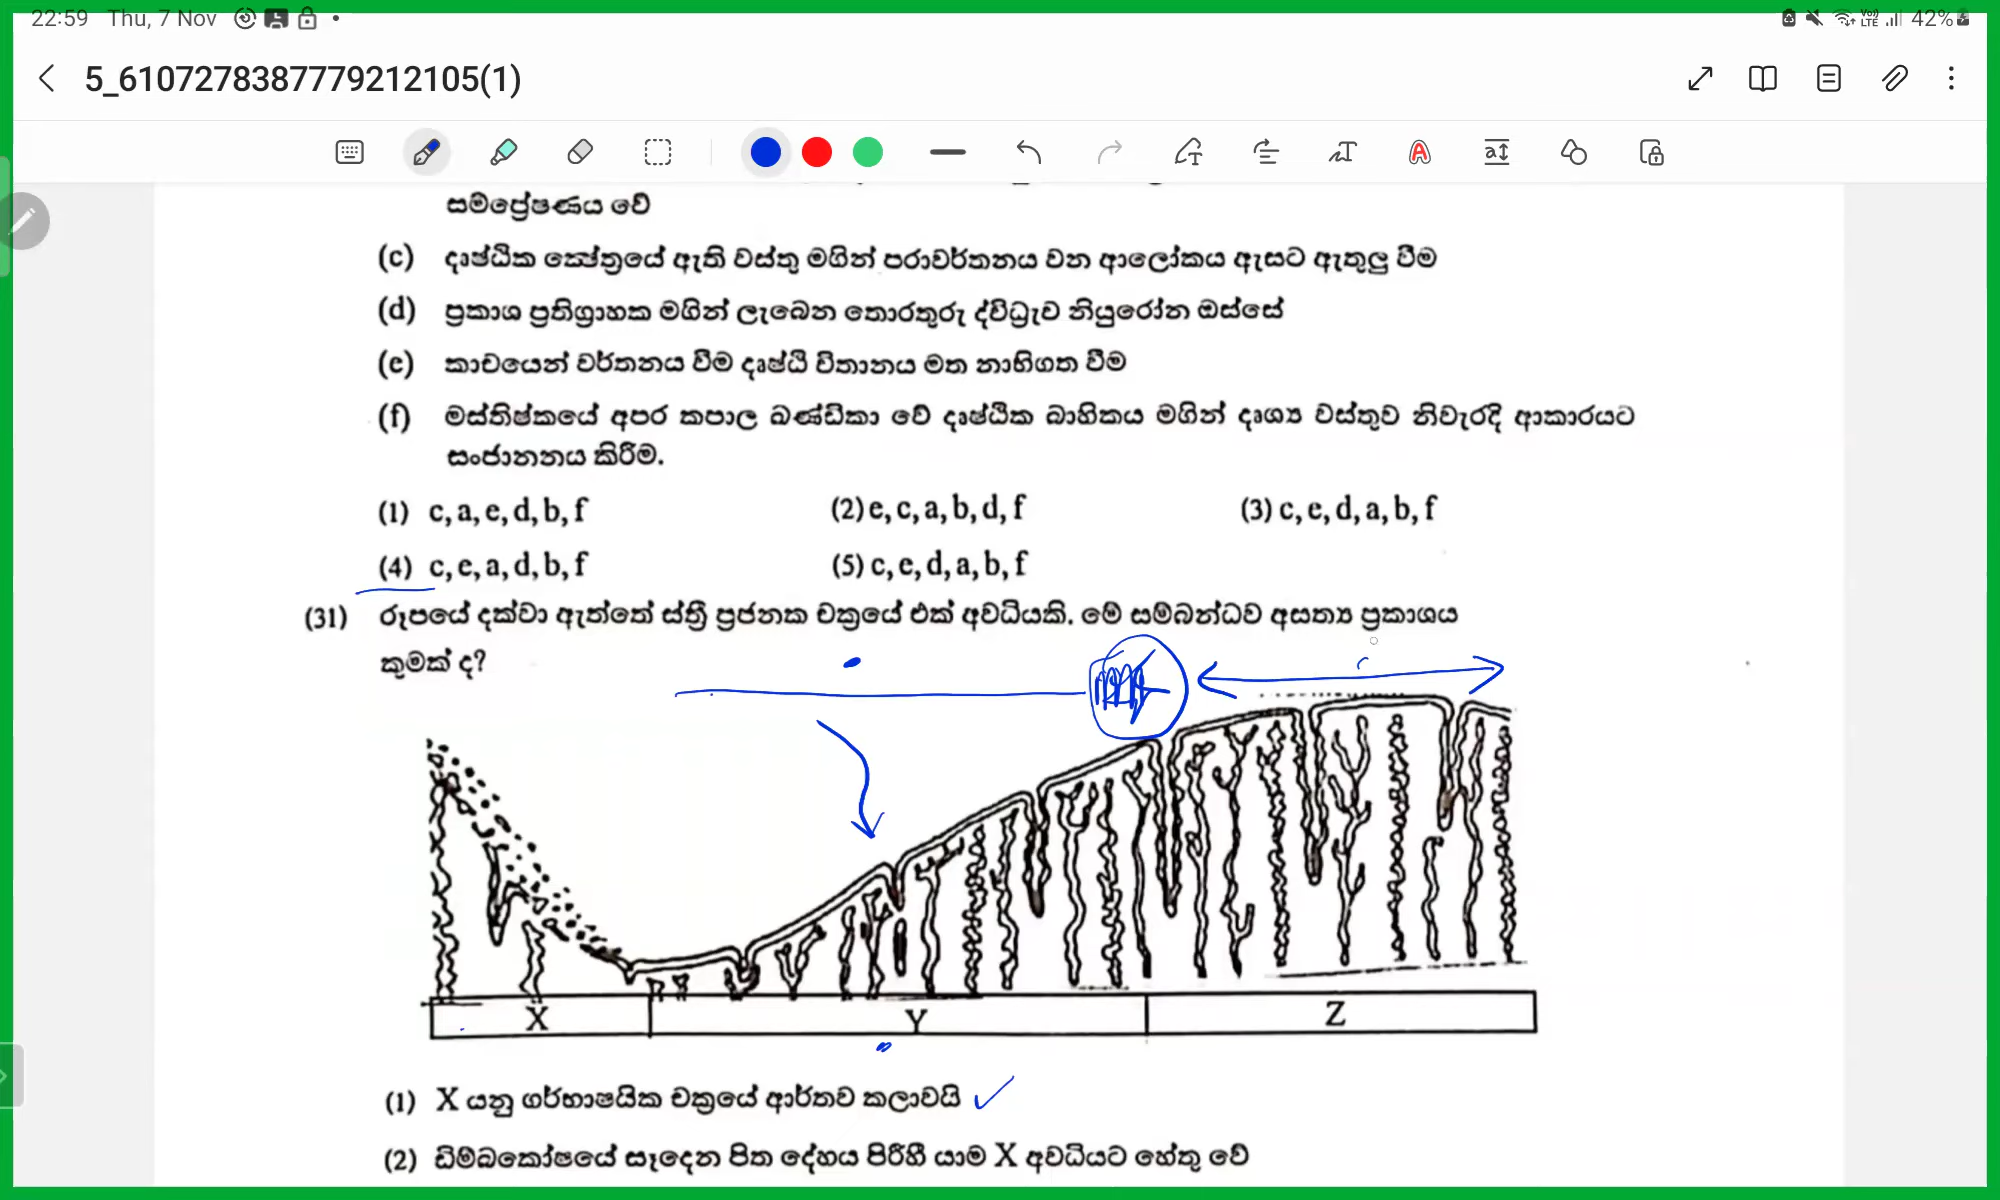 22:59 Thu, 7 Nov
42%
5_6107278387779212105(1)
සම්ප්‍රේෂණය වේ
(c) දෘෂ්ඨික ක්‍ෂේත්‍රයේ ඇති වස්තු මගින් පරාවර්තනය වන ආලෝකය ඇසට ඇතුලු වීම
(d) ප්‍රකාශ ප්‍රතිග්‍රාහක මගින් ලැබෙන තොරතුරු ද්විධ්‍රැව නියුරෝන ඔස්සේ
(e) කාචයෙන් වර්තනය වීම දෘෂ්ඨි විතානය මත නාභිගත වීම
(f) මස්තිෂ්කයේ අපර කපාල ඛණ්ඩිකා වේ දෘෂ්ඨික බාහිකය මගින් දෘශ්‍ය වස්තුව නිවැරදි ආකාරයට
සංජානනය කිරීම.
(1) c, a, e, d, b, f (2) e, c, a, b, d, f (3) c, e, d, a, b, f
(4) c, e, a, d, b, f (5) c, e, d, a, b, f
(31) රූපයේ දක්වා ඇත්තේ ස්ත්‍රී ප්‍රජනක චක්‍රයේ එක් අවධියකි. මේ සම්බන්ධව අසත්‍ය ප්‍රකාශය
කුමක් ද?
X Y Z
(1) X යනු ගර්භාෂයික චක්‍රයේ ආර්තව කලාවයි
(2) ඩිම්බකෝෂයේ සෑදෙන පීත දේහය පිරිහී යාම X අවධියට හේතු වේ